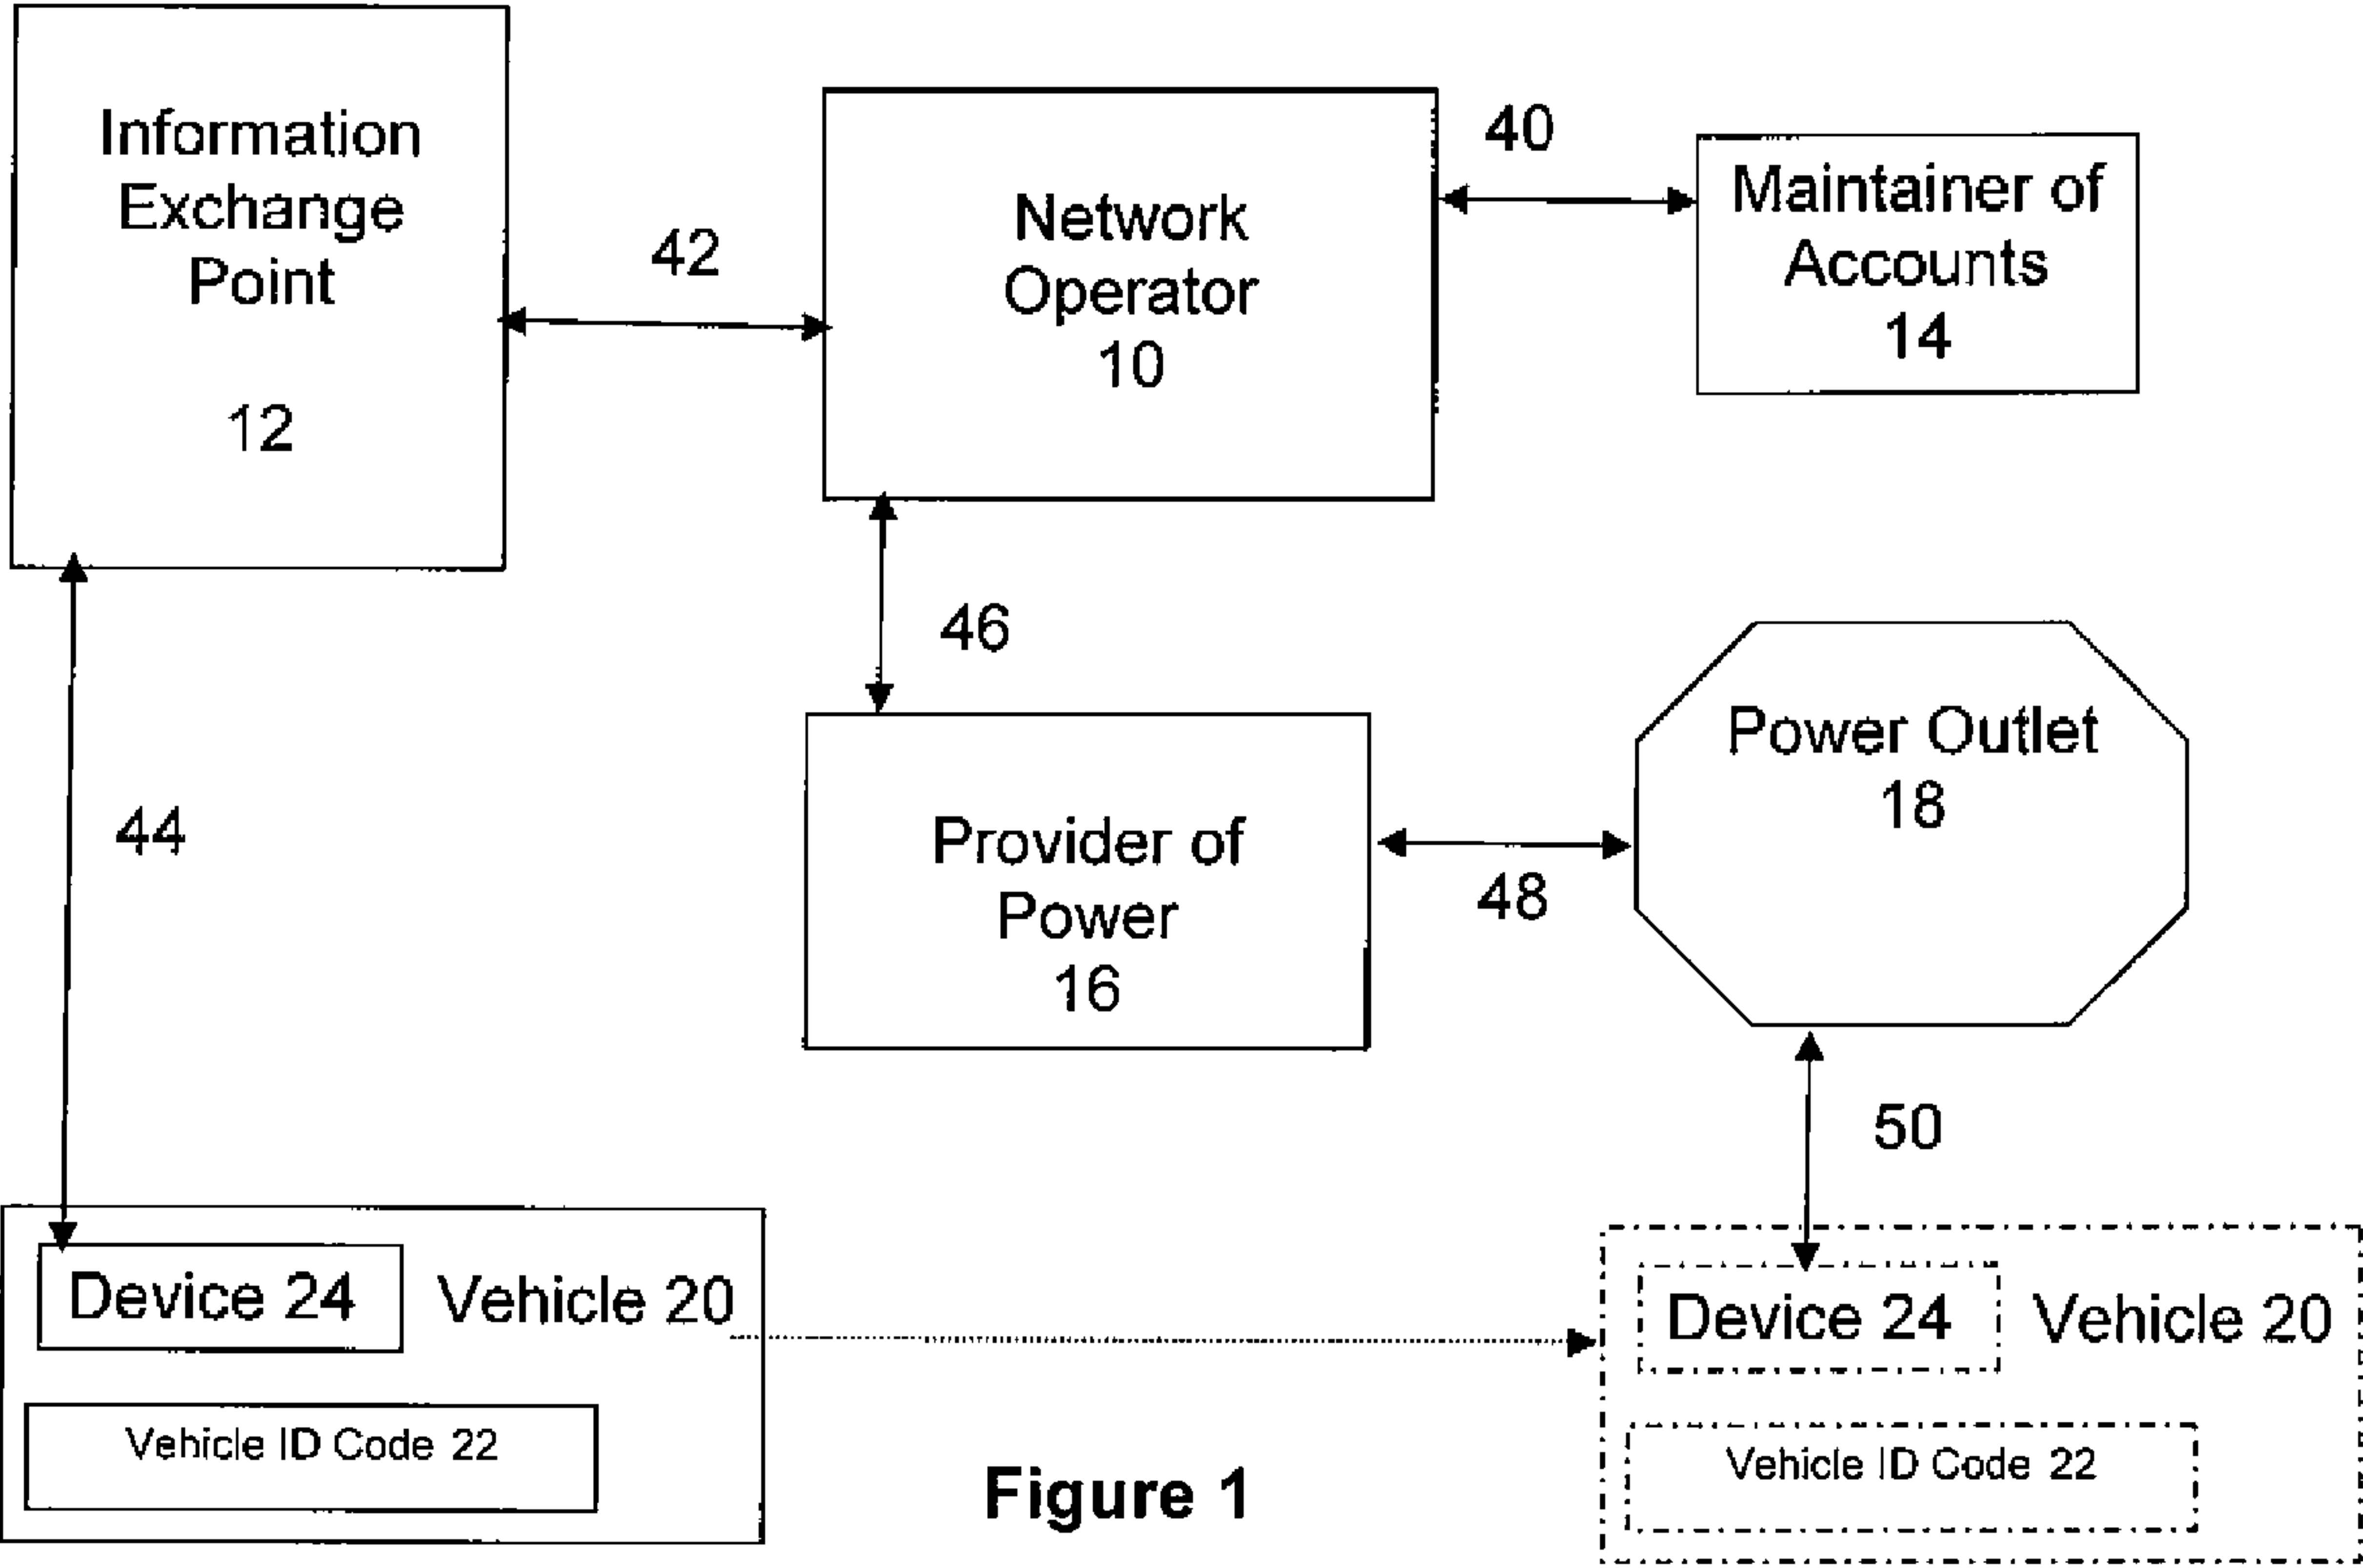 Information
Exchange
Point
12
42
Network
Operator
10
40
Maintainer of
Accounts
14
46
44
Provider of
Power
16
48
Power Outlet
18
50
Device 24
Vehicle 20
Vehicle ID Code 22
Device 24
Vehicle 20
Vehicle ID Code 22
Figure 1